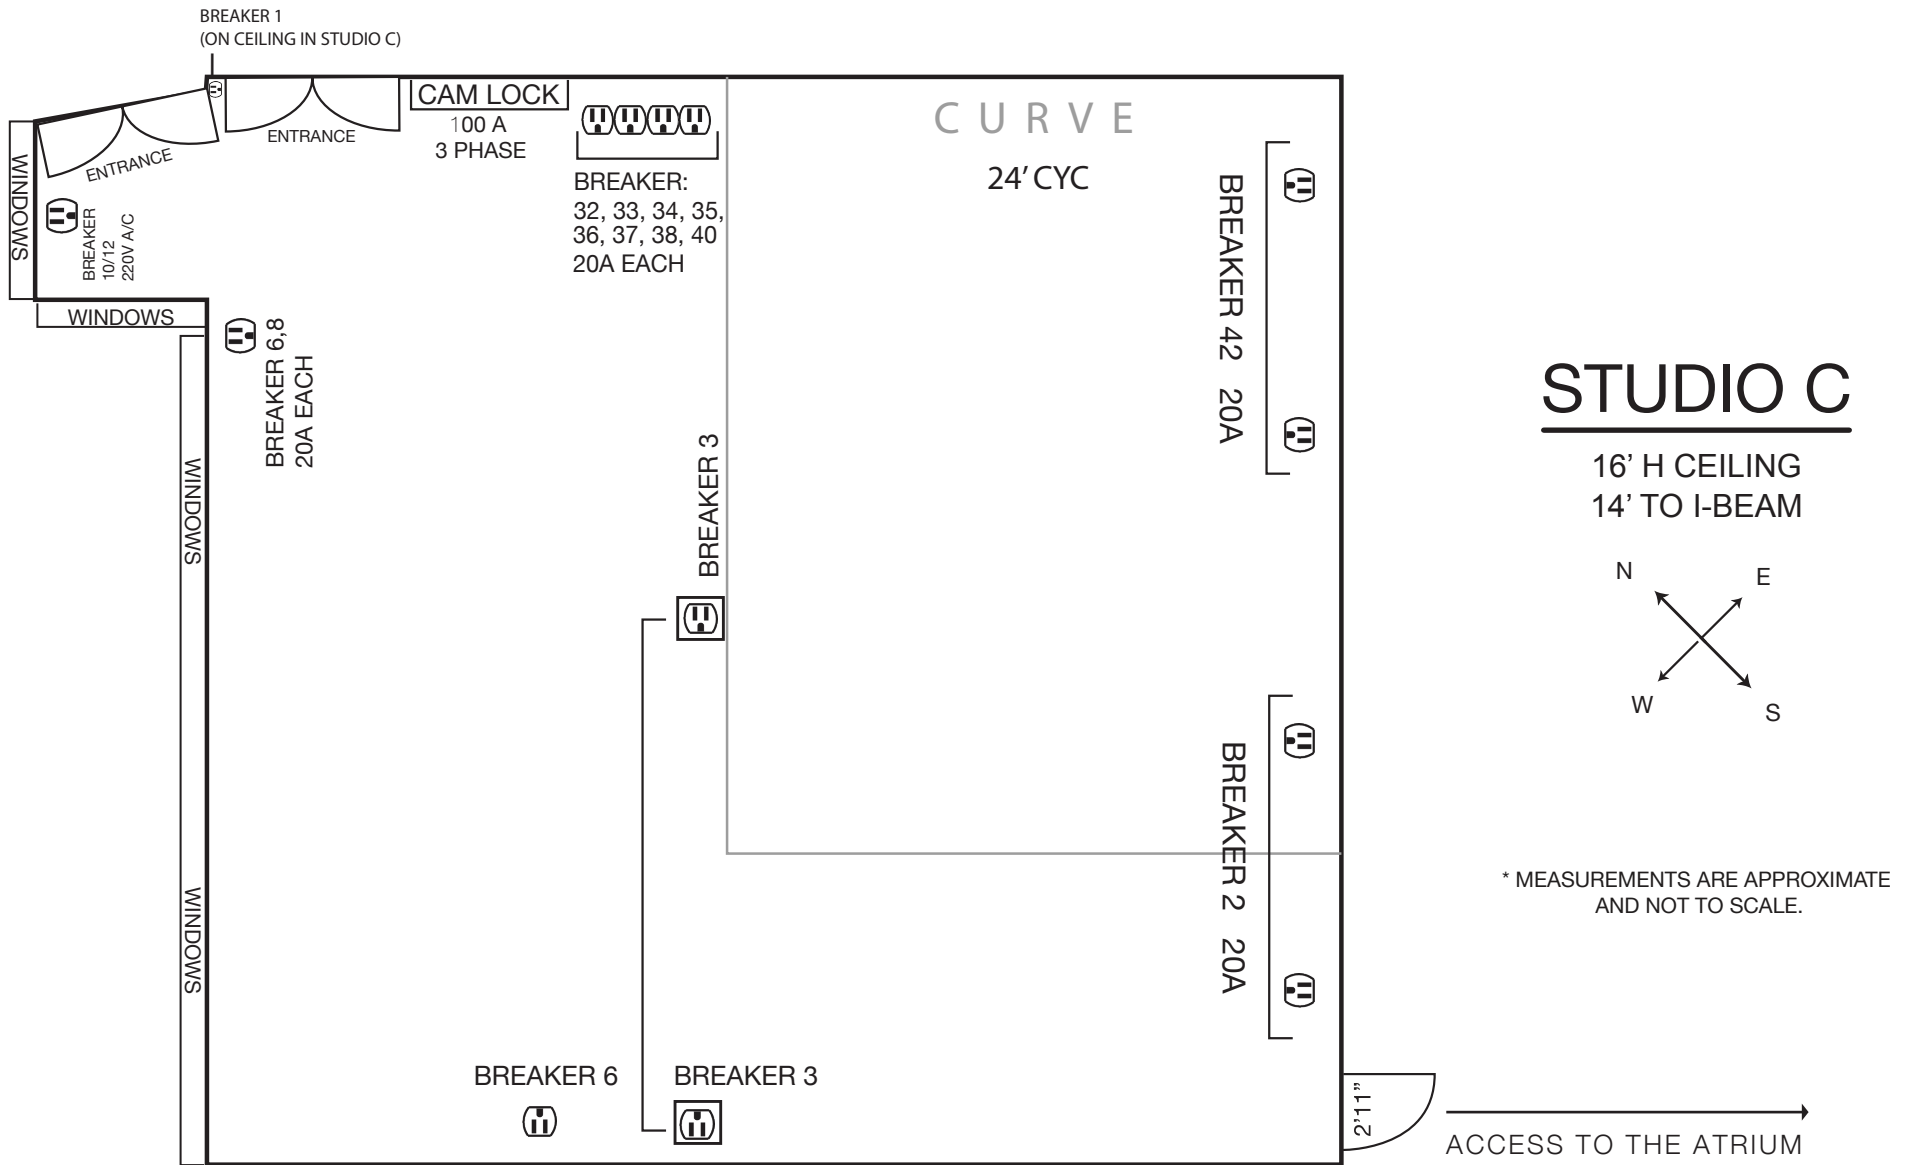 BREAKER 1
(ON CEILING IN STUDIO C)
CAM LOCK
100 A
3 PHASE
ENTRANCE
ENTRANCE
WINDOWS
BREAKER
10/12
220V A/C
WINDOWS
BREAKER:
32, 33, 34, 35,
36, 37, 38, 40
20A EACH
CURVE
24’ CYC
BREAKER 42 20A
BREAKER 6,8
20A EACH
WINDOWS
BREAKER 3
STUDIO C
16’ H CEILING
14’ TO I-BEAM
N
E
W
S
BREAKER 2 20A
* MEASUREMENTS ARE APPROXIMATE
AND NOT TO SCALE.
WINDOWS
BREAKER 6
BREAKER 3
2’11”
ACCESS TO THE ATRIUM